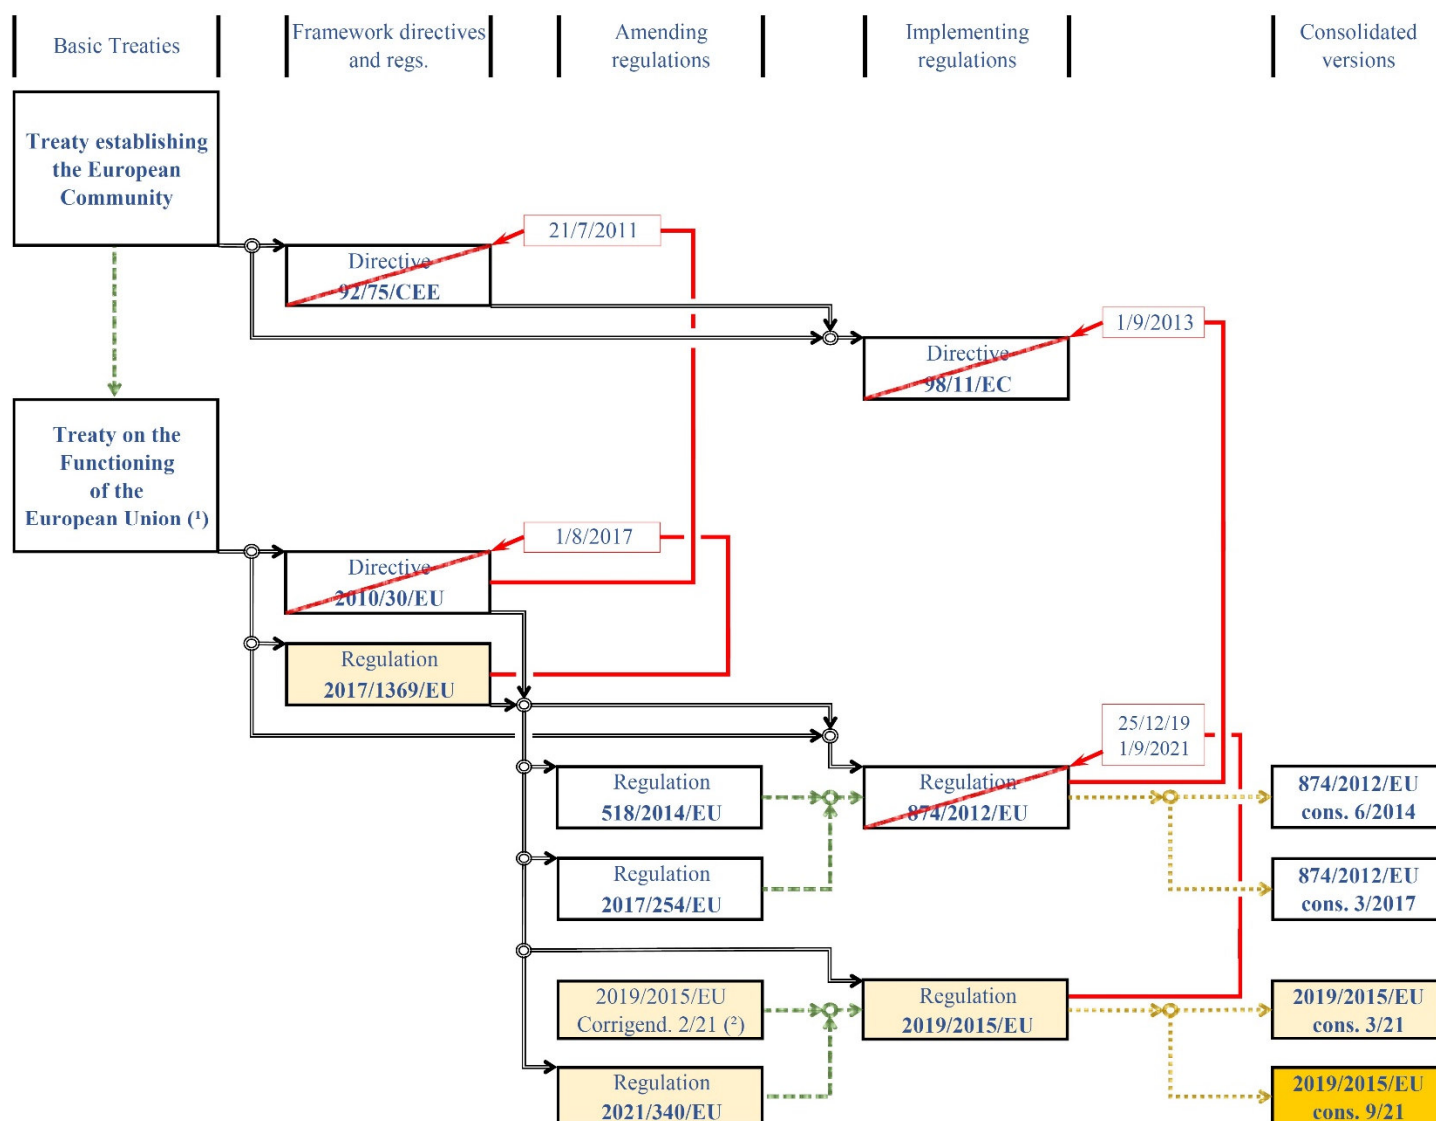 Basic Treaties
Framework directives
and regs.
Amending
regulations
Implementing
regulations
Consolidated
versions
Treaty establishing
the European
Community
21/7/2011
Directive
92/75/CEE
1/9/2013
Directive
98/11/EC
Treaty on the
Functioning
of the
European Union (¹)
1/8/2017
Directive
2010/30/EU
Regulation
2017/1369/EU
25/12/19
1/9/2021
Regulation
518/2014/EU
Regulation
874/2012/EU
874/2012/EU
cons. 6/2014
Regulation
2017/254/EU
874/2012/EU
cons. 3/2017
2019/2015/EU
Corrigend. 2/21 (²)
Regulation
2019/2015/EU
2019/2015/EU
cons. 3/21
Regulation
2021/340/EU
2019/2015/EU
cons. 9/21